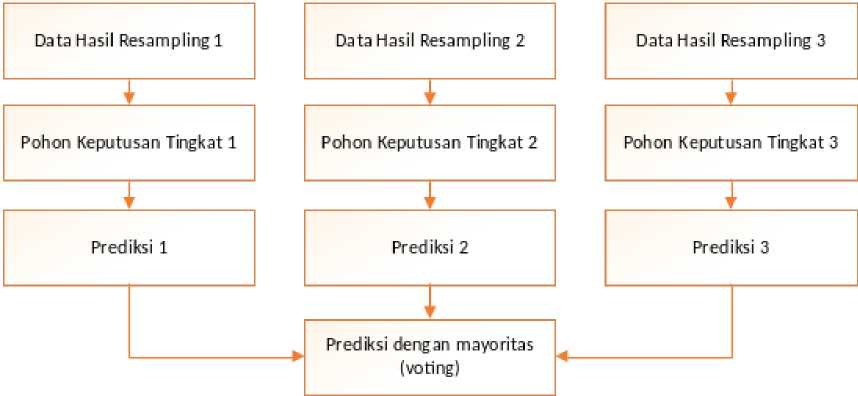 Data Hasil Resampling 1
Data Hasil Resampling 2
Data Hasil Resampling 3
Pohon Keputusan Tingkat 1
Pohon Keputusan Tingkat 2
Pohon Keputusan Tingkat 3
Prediksi 1
Prediksi 2
Prediksi 3
Prediksi dengan mayoritas
(voting)